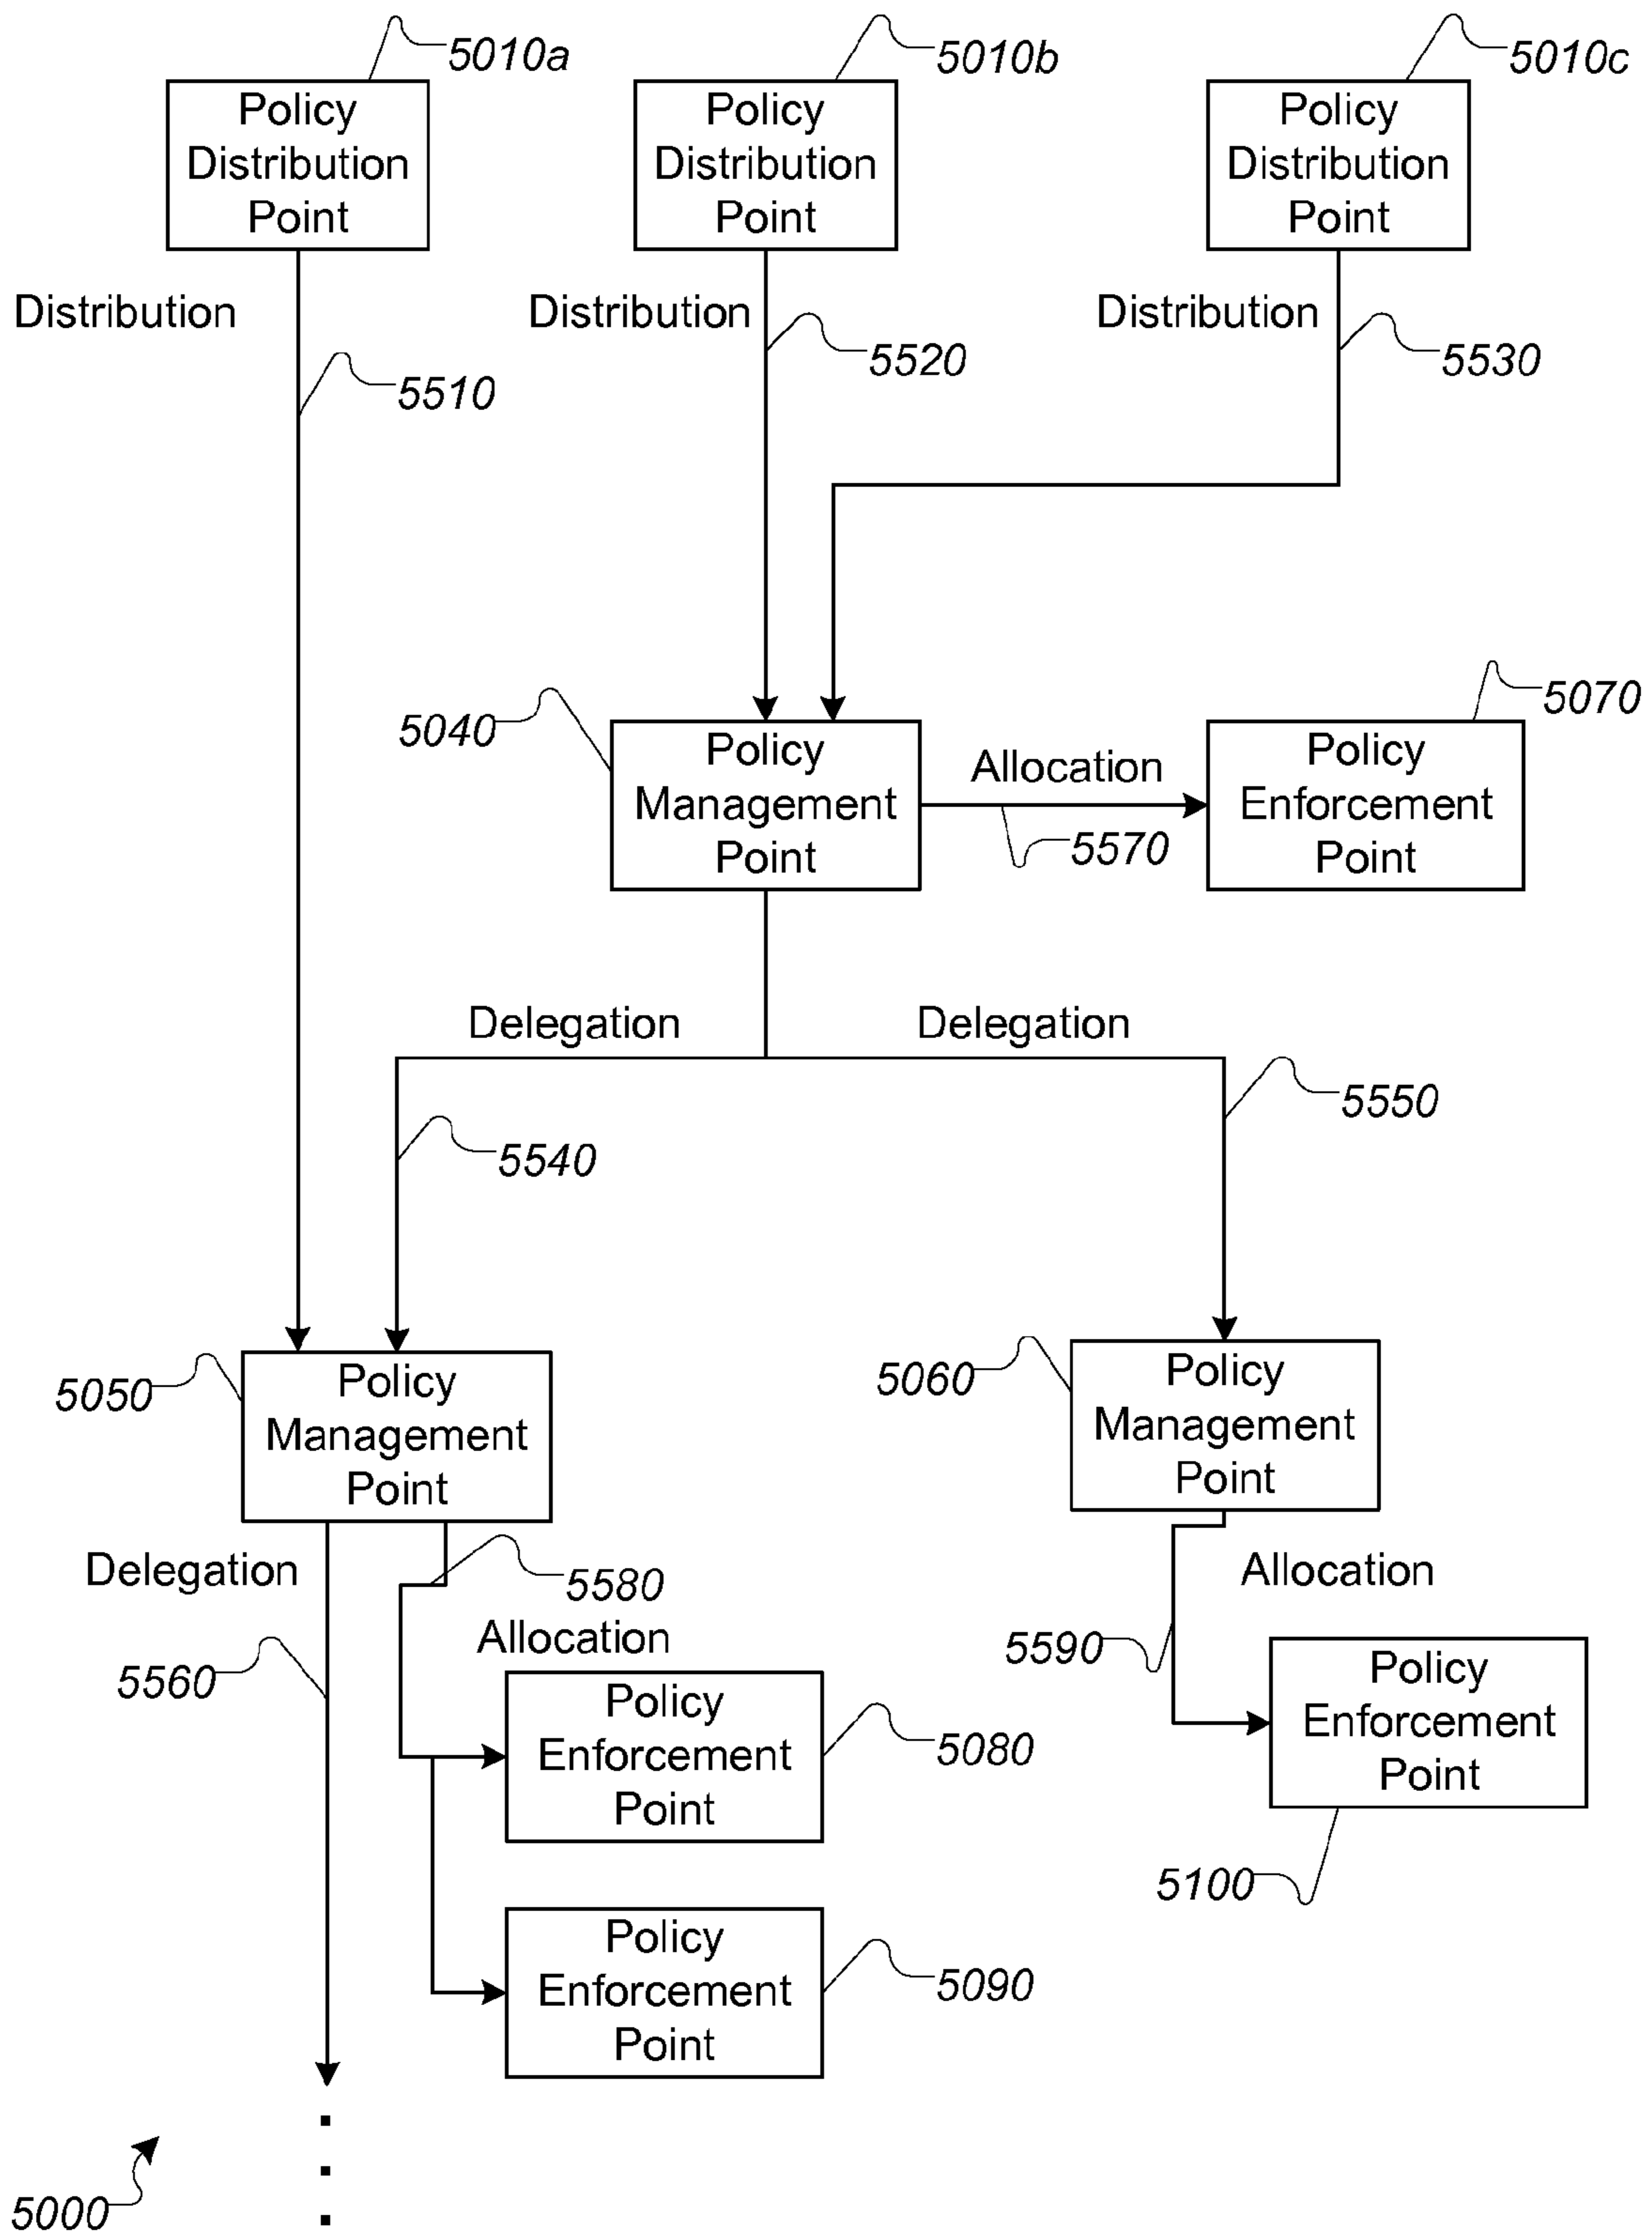 5010a
5010b
5010c
Policy
Distribution
Point
Policy
Distribution
Point
Policy
Distribution
Point
Distribution
Distribution
Distribution
5510
5520
5530
5040
5070
Policy
Management
Point
Allocation
5570
Policy
Enforcement
Point
Delegation
Delegation
5540
5550
5050
5060
Policy
Management
Point
Policy
Management
Point
Delegation
5580
Allocation
5560
Allocation
5590
Policy
Enforcement
Point
5080
Policy
Enforcement
Point
5100
Policy
Enforcement
Point
5090
5000